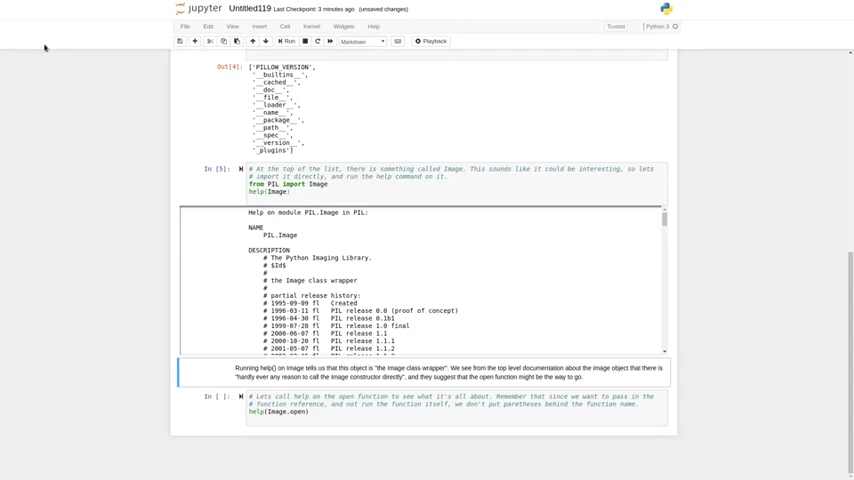 jupyter Untitled119 Last Checkpoint: 3 minutes ago (unsaved changes)
File Edit View Insert Cell Kernel Widgets Help Trusted Python 3
Run Markdown Playback
Out[4]: ['PILLOW_VERSION',
'__builtins__',
'__cached__',
'__doc__',
'__file__',
'__loader__',
'__name__',
'__package__',
'__path__',
'__spec__',
'__version__',
'_plugins']
In [5]: # At the top of the list, there is something called Image. This sounds like it could be interesting, so lets
# import it directly, and run the help command on it.
from PIL import Image
help(Image)
Help on module PIL.Image in PIL:
NAME
PIL.Image
DESCRIPTION
# The Python Imaging Library.
# $Id$
#
# the Image class wrapper
#
# partial release history:
# 1995-09-09 fl Created
# 1996-03-11 fl PIL release 0.0 (proof of concept)
# 1996-04-30 fl PIL release 0.1b1
# 1999-07-28 fl PIL release 1.0 final
# 2000-06-07 fl PIL release 1.1
# 2000-10-20 fl PIL release 1.1.1
# 2001-05-07 fl PIL release 1.1.2
Running help() on Image tells us that this object is "the Image class wrapper". We see from the top level documentation about the image object that there is
"hardly ever any reason to call the Image constructor directly", and they suggest that the open function might be the way to go.
In [ ]: # Lets call help on the open function to see what it's all about. Remember that since we want to pass in the
# function reference, and not run the function itself, we don't put paretheses behind the function name.
help(Image.open)